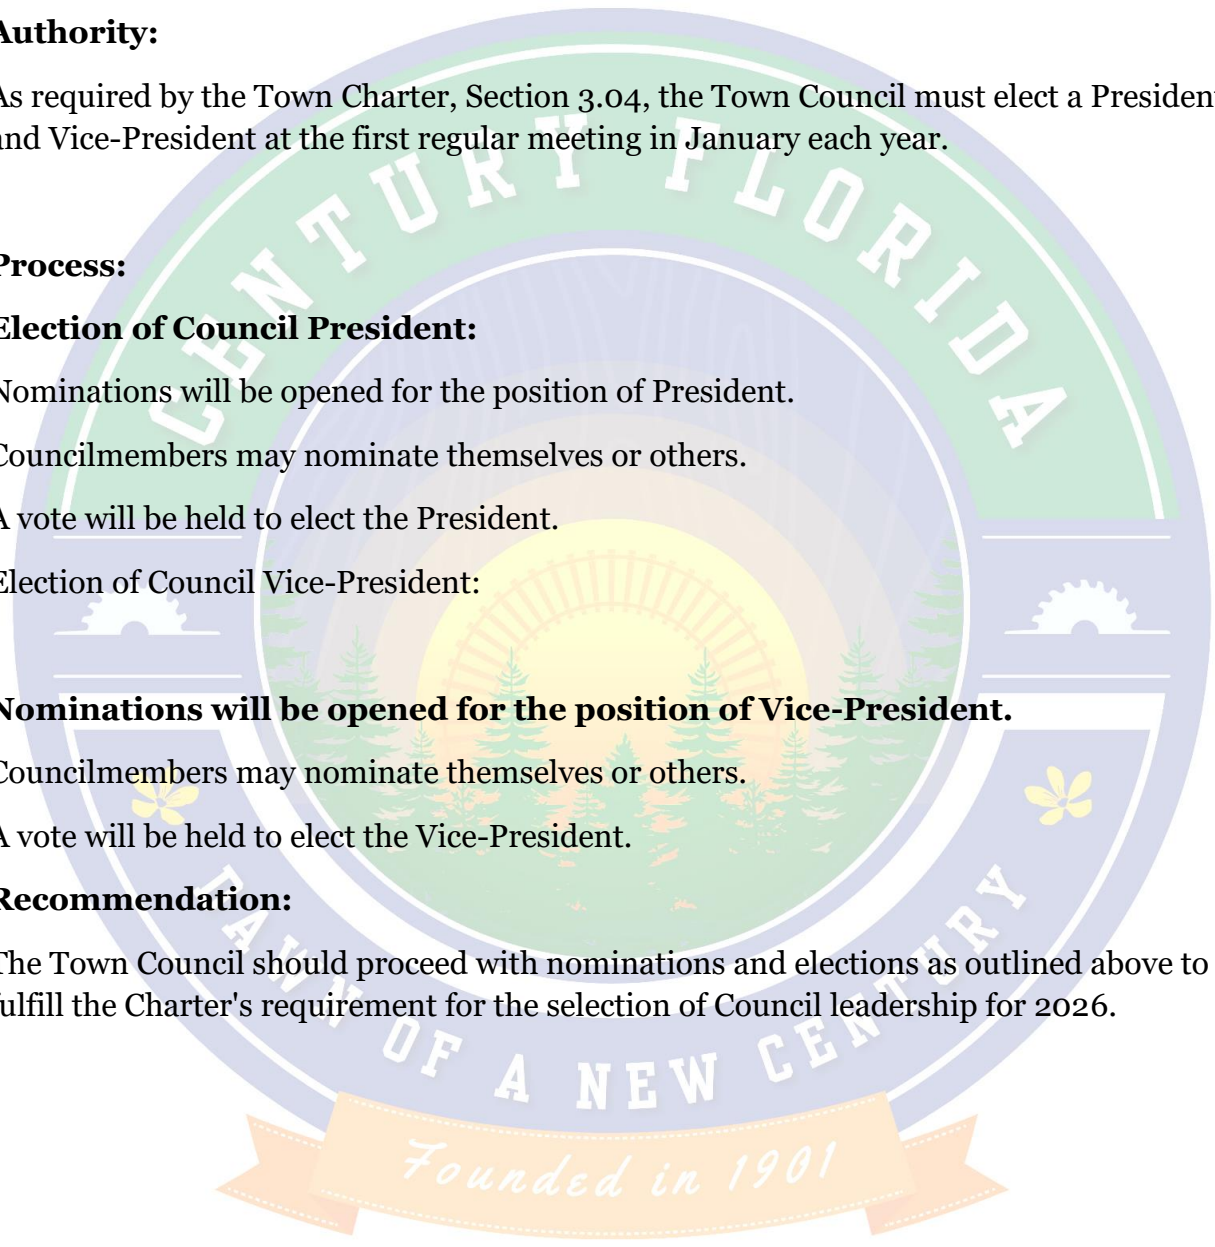 Authority:
As required by the Town Charter, Section 3.04, the Town Council must elect a President
and Vice-President at the first regular meeting in January each year.
Process:
Election of Council President:
Nominations will be opened for the position of President.
Councilmembers may nominate themselves or others.
A vote will be held to elect the President.
Election of Council Vice-President:
Nominations will be opened for the position of Vice-President.
Councilmembers may nominate themselves or others.
A vote will be held to elect the Vice-President.
Recommendation:
The Town Council should proceed with nominations and elections as outlined above to
fulfill the Charter's requirement for the selection of Council leadership for 2026.
CENTURY FLORIDA
DAWN OF A NEW CENTURY
Founded in 1901